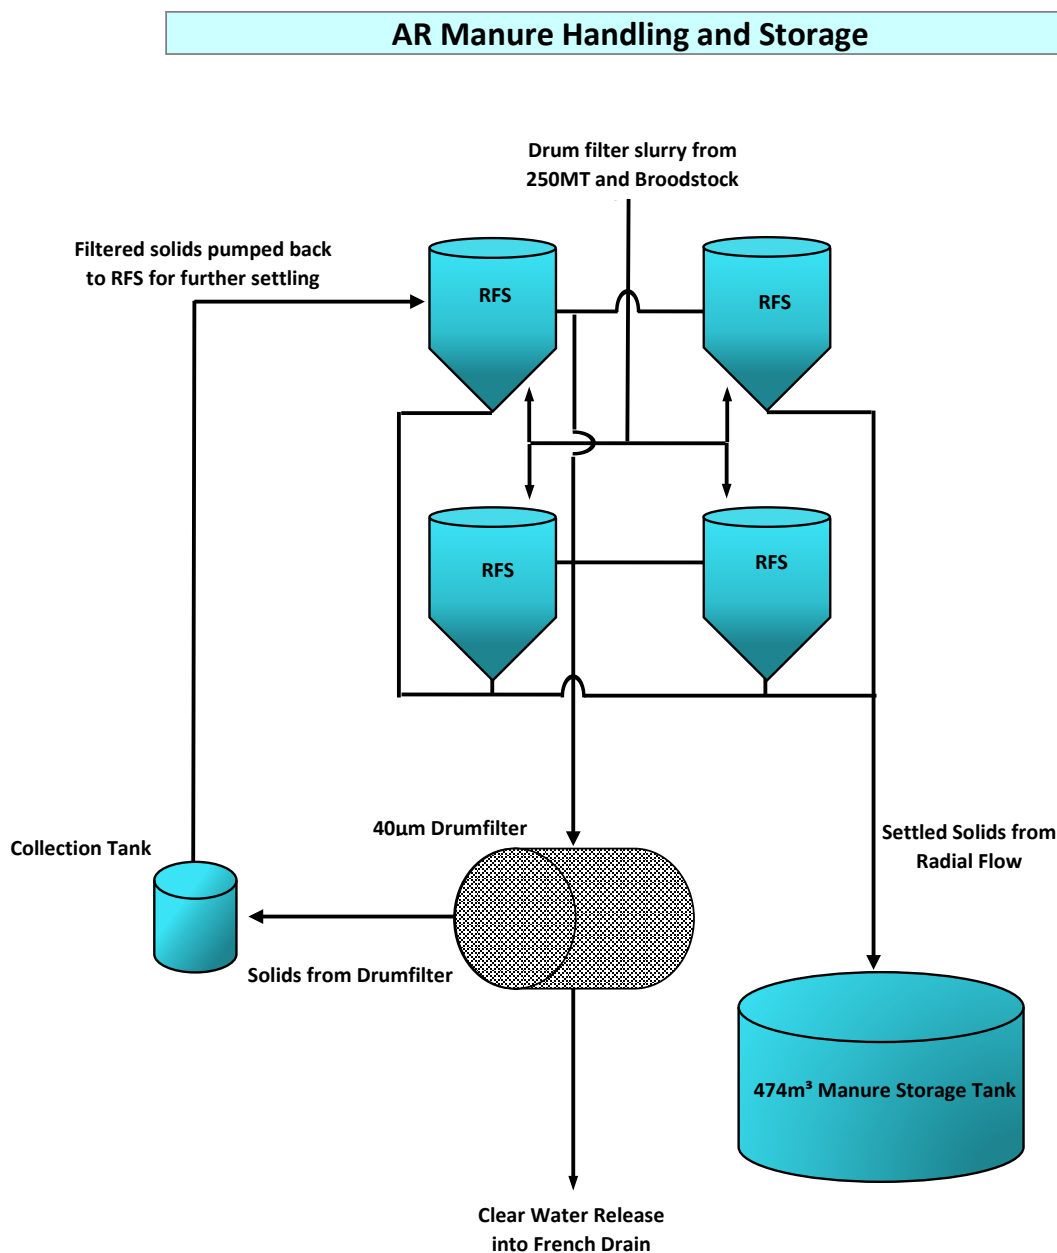 AR Manure Handling and Storage
Drum filter slurry from
250MT and Broodstock
Filtered solids pumped back
to RFS for further settling
RFS
RFS
RFS
RFS
40µm Drumfilter
Collection Tank
Settled Solids from
Radial Flow
Solids from Drumfilter
474m³ Manure Storage Tank
Clear Water Release
into French Drain